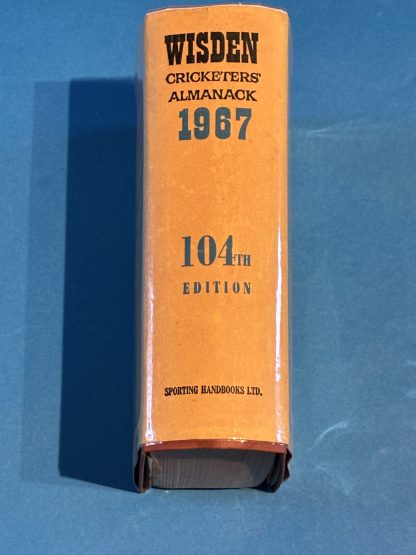 WISDEN
CRICKETERS'
ALMANACK
1967
104TH
EDITION
SPORTING HANDBOOKS LTD.